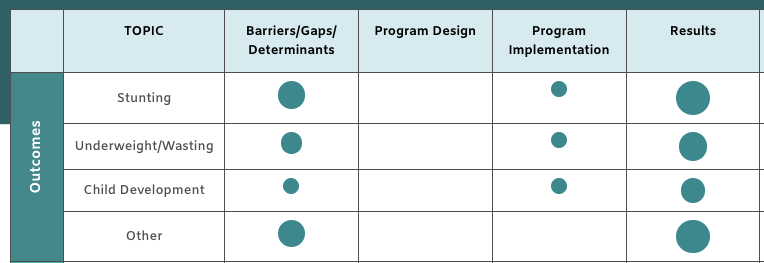 TOPIC
Barriers/Gaps/
Determinants
Program Design
Program
Implementation
Results
Outcomes
Stunting
Underweight/Wasting
Child Development
Other